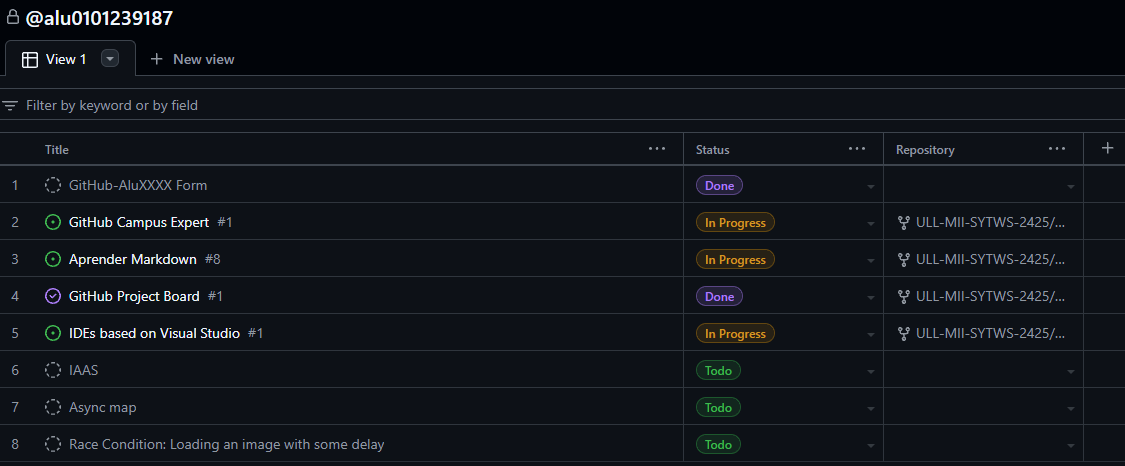 @alu0101239187
View 1 New view
Filter by keyword or by field
Title Status Repository
1 GitHub-AluXXXX Form Done
2 GitHub Campus Expert #1 In Progress ULL-MII-SYTWS-2425/...
3 Aprender Markdown #8 In Progress ULL-MII-SYTWS-2425/...
4 GitHub Project Board #1 Done ULL-MII-SYTWS-2425/...
5 IDEs based on Visual Studio #1 In Progress ULL-MII-SYTWS-2425/...
6 IAAS Todo
7 Async map Todo
8 Race Condition: Loading an image with some delay Todo